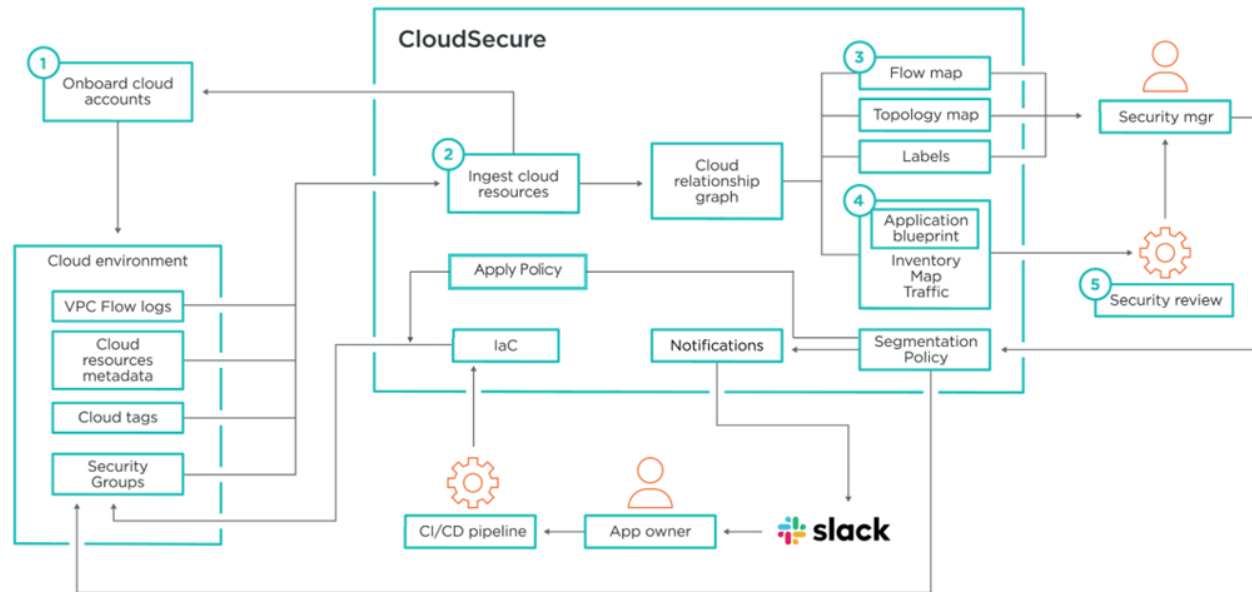 CloudSecure
1
Onboard cloud
accounts
2
Ingest cloud
resources
Cloud
relationship
graph
3
Flow map
Topology map
Labels
4
Application
blueprint
Inventory
Map
Traffic
Security mgr
5
Security review
Cloud environment
VPC Flow logs
Cloud
resources
metadata
Cloud tags
Security
Groups
Apply Policy
IaC
Notifications
Segmentation
Policy
CI/CD pipeline
App owner
slack